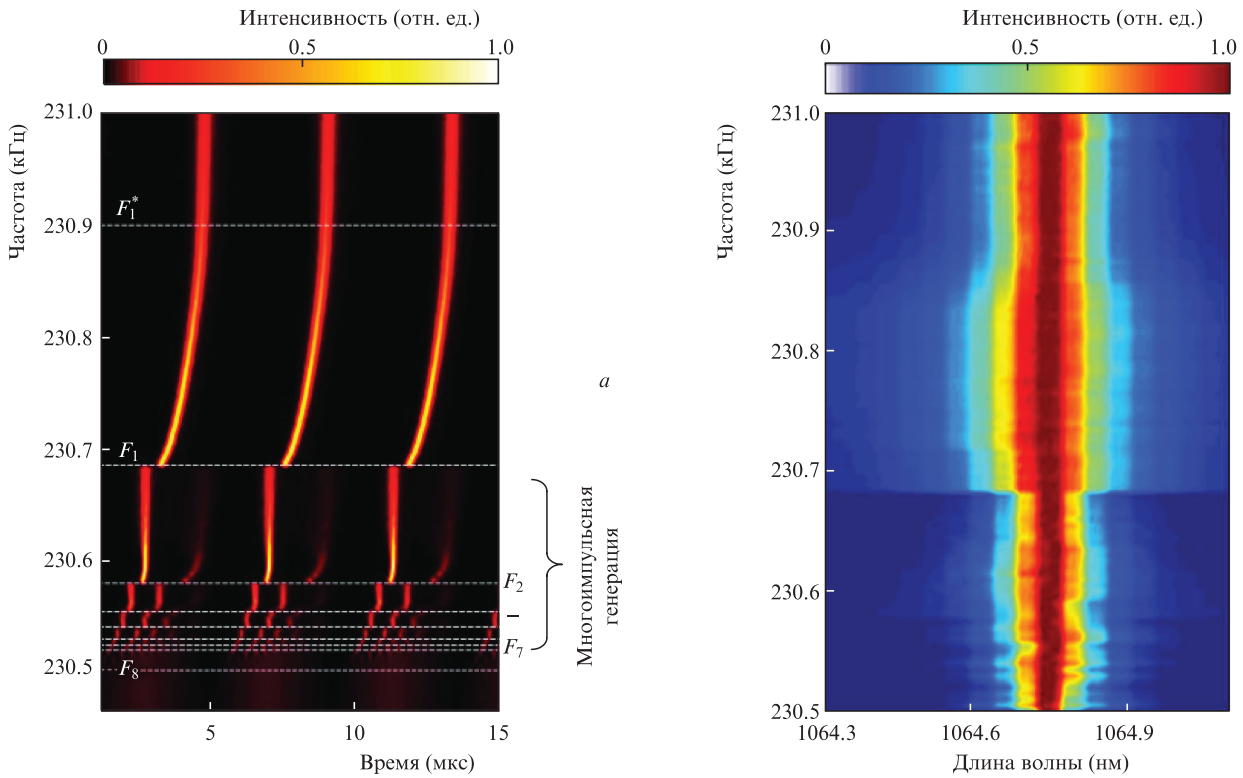 Интенсивность (отн. ед.)
0 0.5 1.0
Частота (кГц)
231.0
230.9
230.8
230.7
230.6
230.5
F1*
F1
F2
–
F7
F8
Многоимпульсная
генерация
5 10 15
Время (мкс)
а
Интенсивность (отн. ед.)
0 0.5 1.0
Частота (кГц)
231.0
230.9
230.8
230.7
230.6
230.5
1064.3 1064.6 1064.9
Длина волны (нм)